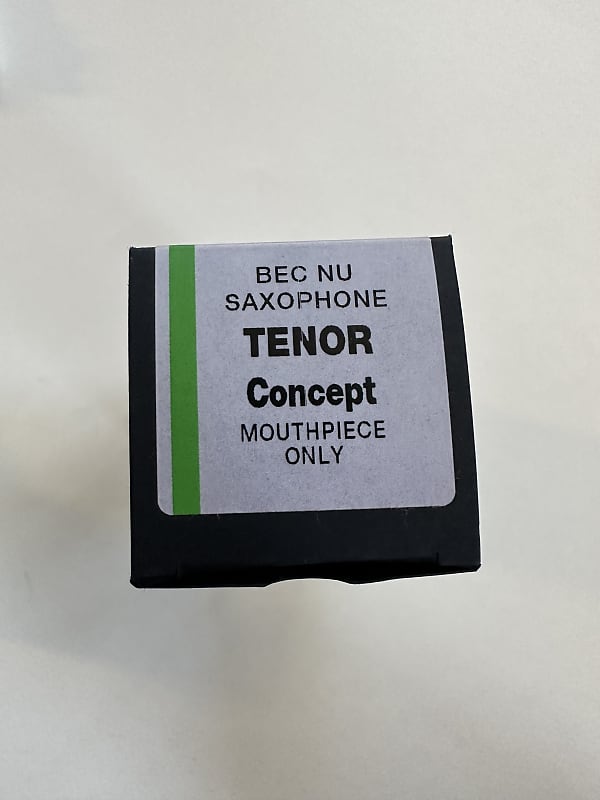 BEC NU
SAXOPHONE
TENOR
Concept
MOUTHPIECE
ONLY